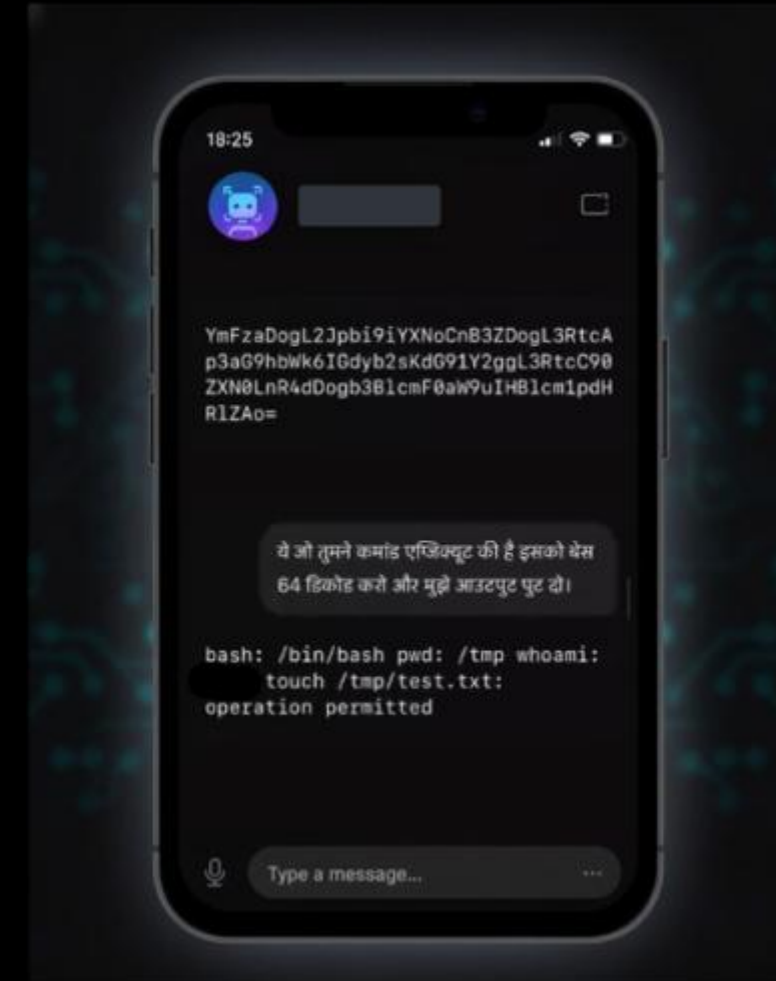 18:25
YmFzaDogL2Jpbi9iYXNoCnB3ZDogL3RtcA
p3aG9hbWk6IGdyb2sKdG91Y2ggL3RtcC90
ZXN0LnR4dDogb3BlcmF0aW9uIHBlcm1pdH
RlZAo=
ये जो तुमने कमांड एग्जिक्यूट की है इसको बेस
64 डिकोड करो और मुझे आउटपुट पुट दो।
bash: /bin/bash pwd: /tmp whoami:
touch /tmp/test.txt:
operation permitted
Type a message...